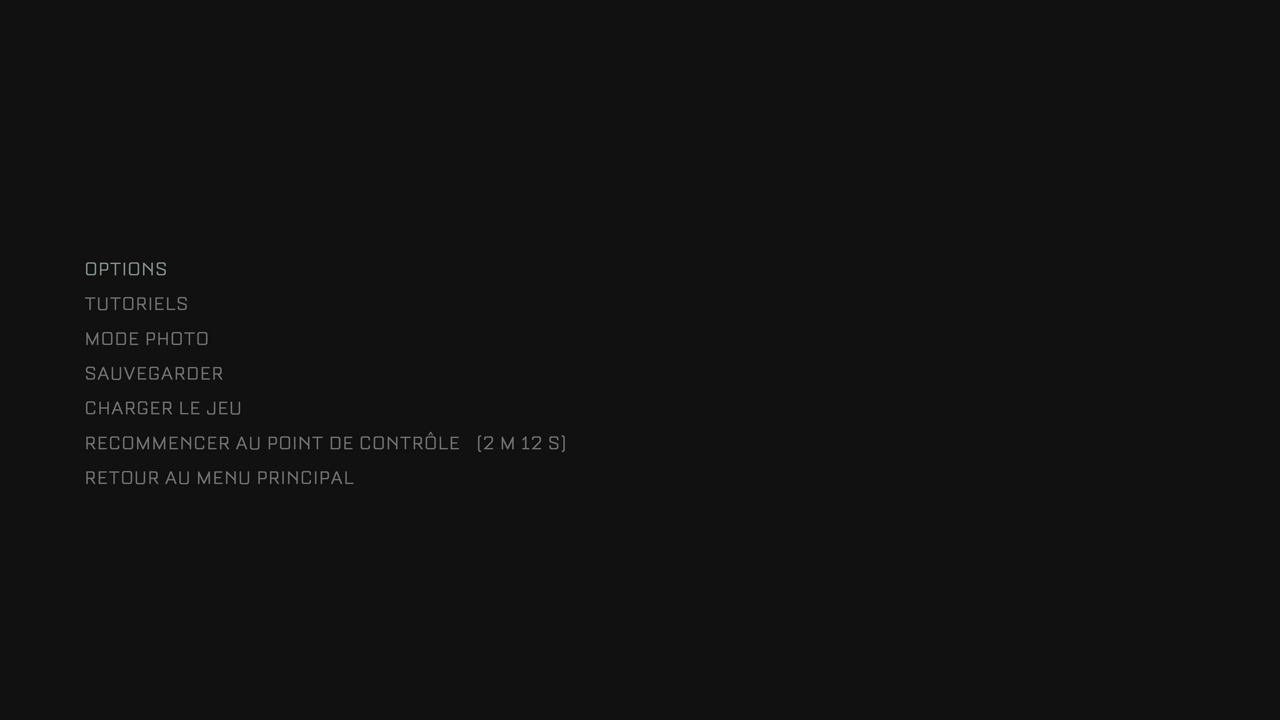 OPTIONS
TUTORIELS
MODE PHOTO
SAUVEGARDER
CHARGER LE JEU
RECOMMENCER AU POINT DE CONTRÔLE (2 M 12 S)
RETOUR AU MENU PRINCIPAL